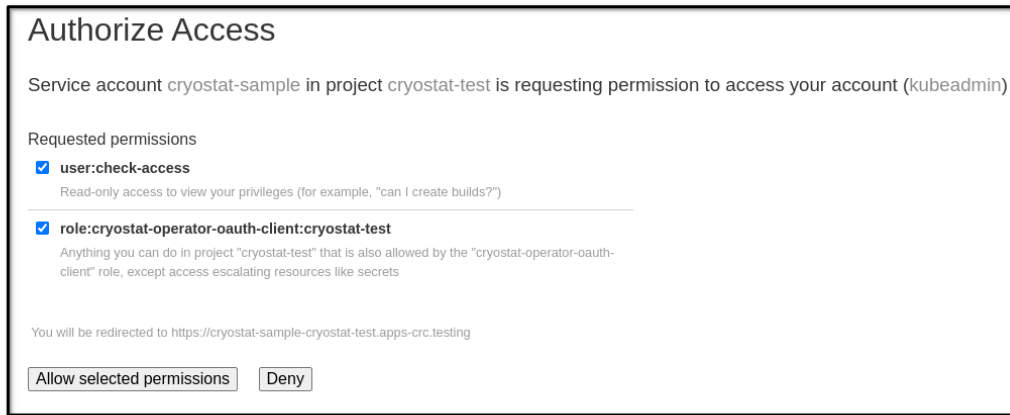 Authorize Access
Service account cryostat-sample in project cryostat-test is requesting permission to access your account (kubeadmin)
Requested permissions
user:check-access
Read-only access to view your privileges (for example, "can I create builds?")
role:cryostat-operator-oauth-client:cryostat-test
Anything you can do in project "cryostat-test" that is also allowed by the "cryostat-operator-oauth-
client" role, except access escalating resources like secrets
You will be redirected to https://cryostat-sample-cryostat-test.apps-crc.testing
Allow selected permissions Deny